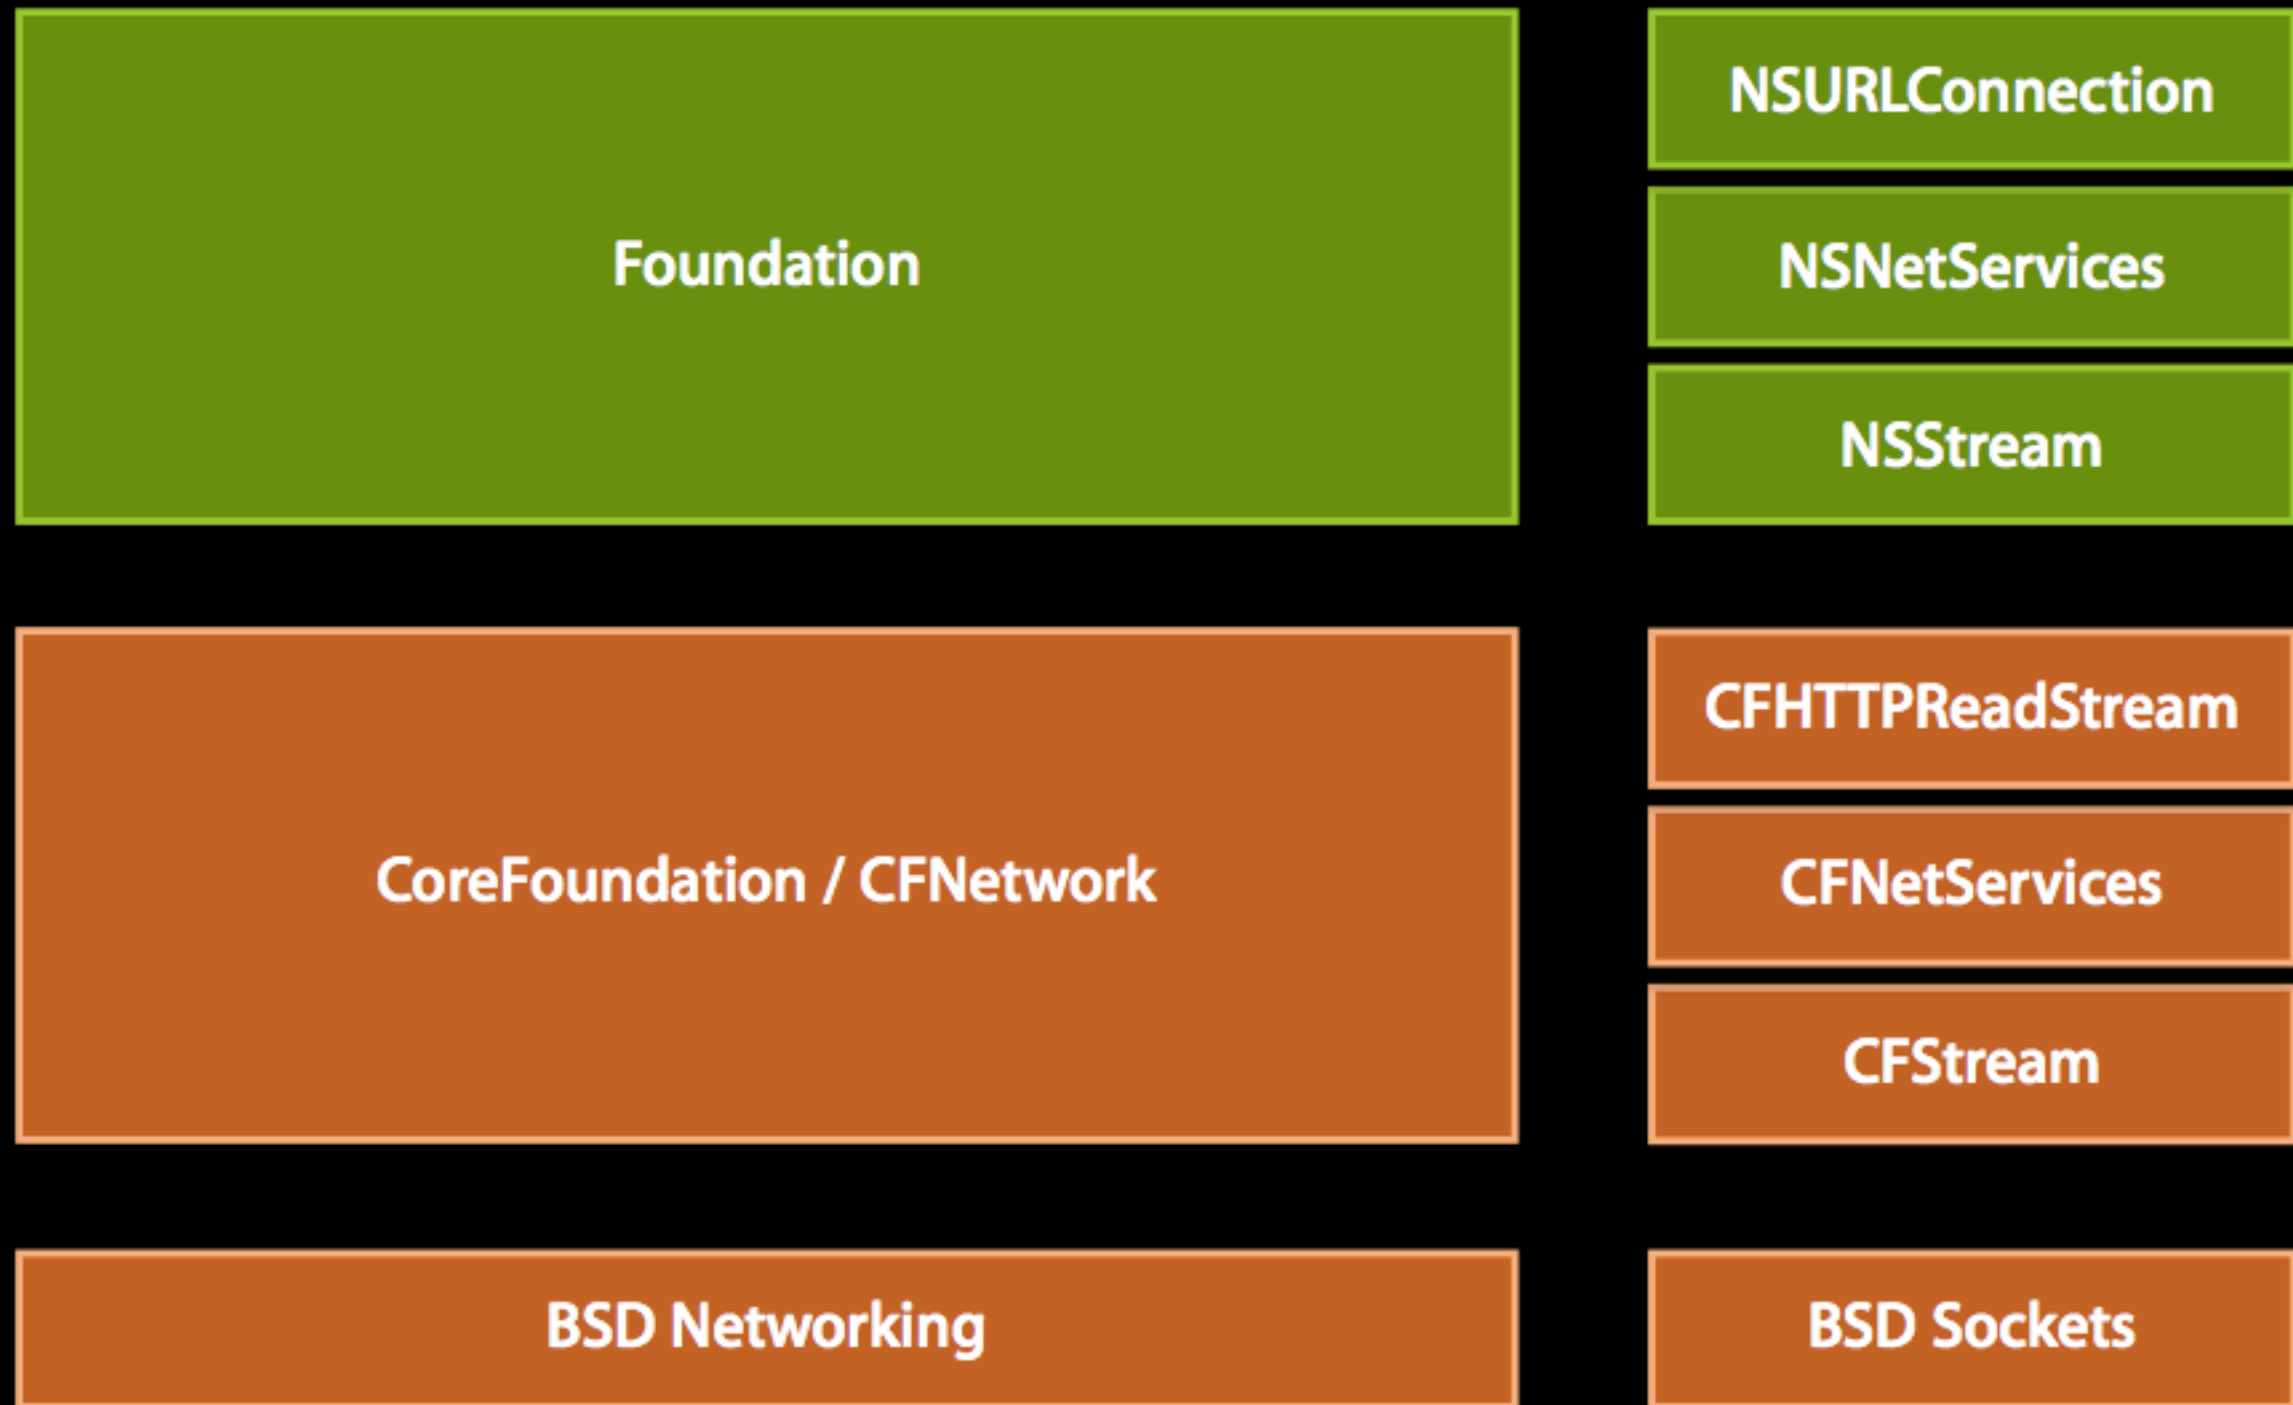 Foundation
NSURLConnection
NSNetServices
NSStream
CoreFoundation / CFNetwork
CFHTTPReadStream
CFNetServices
CFStream
BSD Networking
BSD Sockets